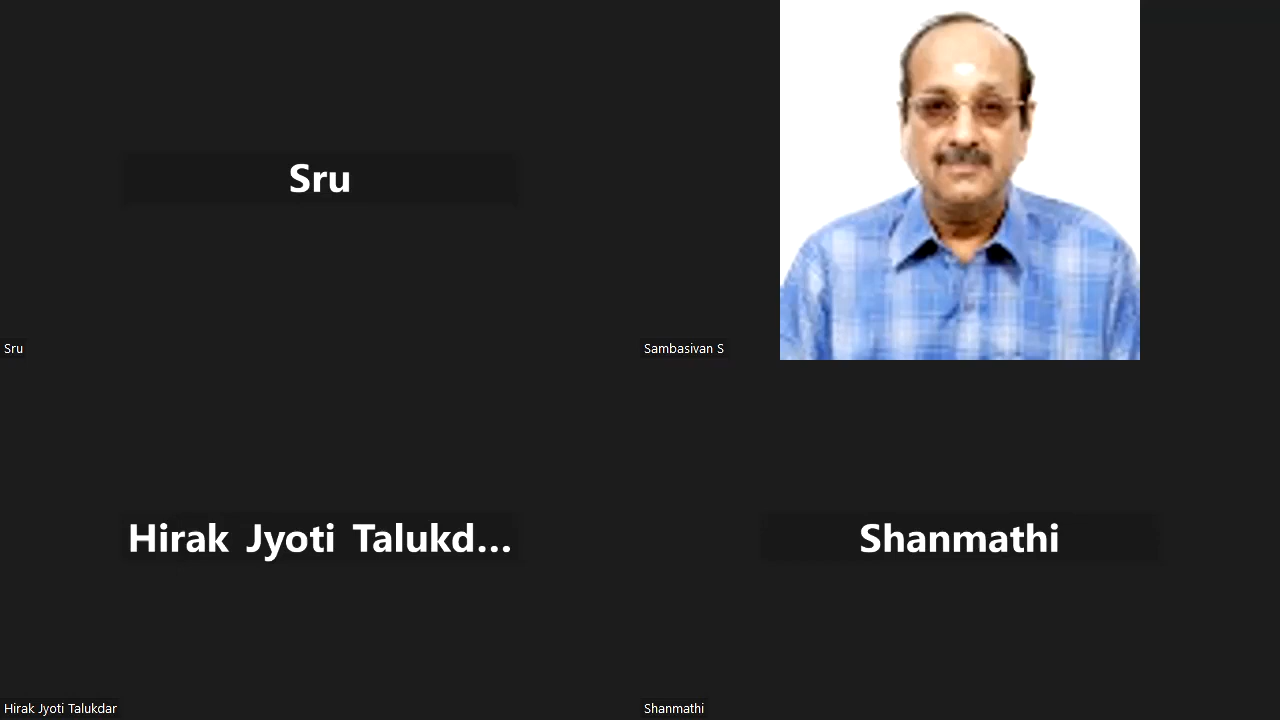 Sru
Sru
Sambasivan S
Hirak Jyoti Talukd...
Shanmathi
Hirak Jyoti Talukdar
Shanmathi